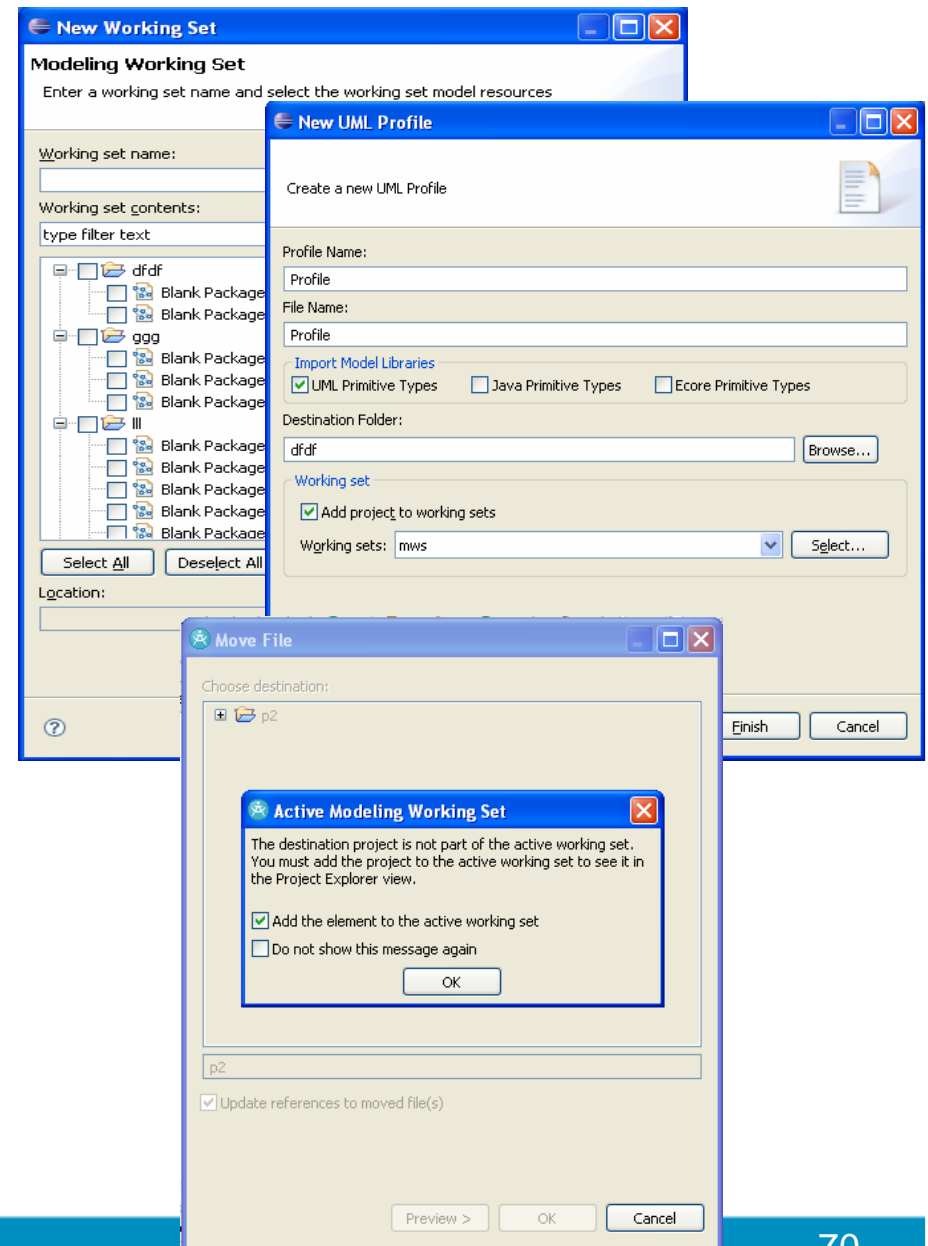 New Working Set
Modeling Working Set
Enter a working set name and select the working set model resources
Working set name:
Working set contents:
type filter text
dfdf
Blank Package
Blank Package
ggg
Blank Package
Blank Package
Blank Package
lll
Blank Package
Blank Package
Blank Package
Blank Package
Blank Package
Select All Deselect All
Location:
New UML Profile
Create a new UML Profile
Profile Name:
Profile
File Name:
Profile
Import Model Libraries
UML Primitive Types Java Primitive Types Ecore Primitive Types
Destination Folder:
dfdf Browse...
Working set
Add project to working sets
Working sets: mws Select...
Finish Cancel
Move File
Choose destination:
p2
Active Modeling Working Set
The destination project is not part of the active working set.
You must add the project to the active working set to see it in
the Project Explorer view.
Add the element to the active working set
Do not show this message again
OK
p2
Update references to moved file(s)
Preview > OK Cancel